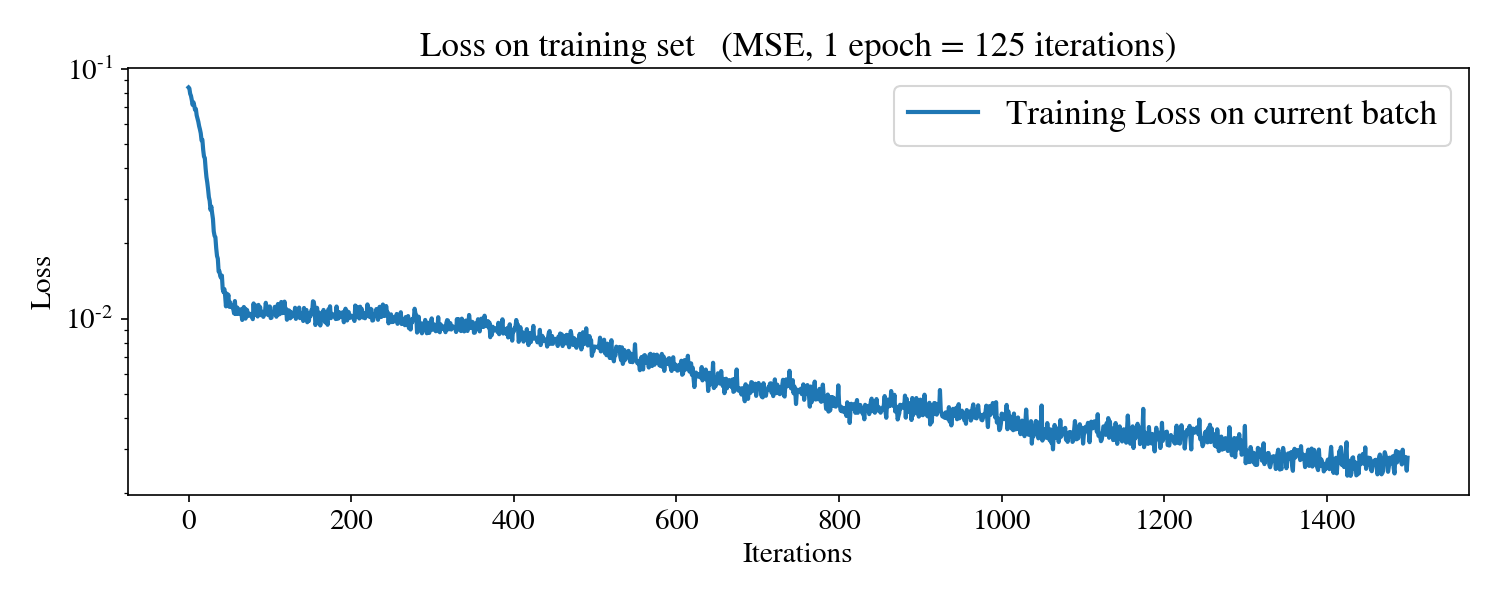 Loss on training set (MSE, 1 epoch = 125 iterations)
10⁻¹
Training Loss on current batch
Loss
10⁻²
0 200 400 600 800 1000 1200 1400
Iterations